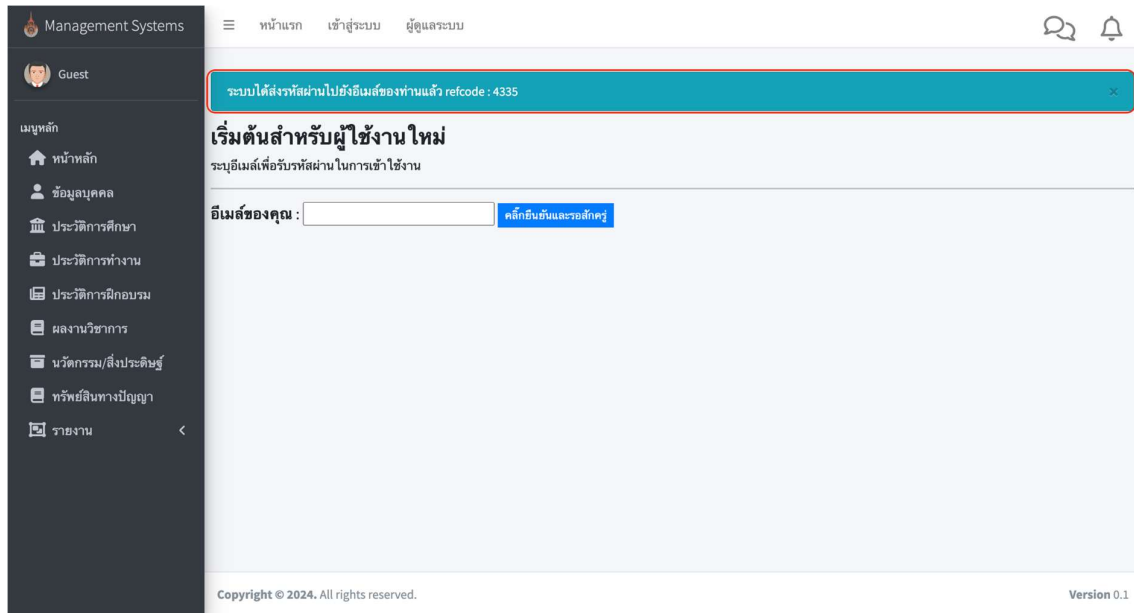 Management Systems
หน้าแรก เข้าสู่ระบบ ผู้ดูแลระบบ
Guest
ระบบได้ส่งรหัสผ่านไปยังอีเมล์ของท่านแล้ว refcode : 4335
×
เมนูหลัก
หน้าหลัก
ข้อมูลบุคคล
ประวัติการศึกษา
ประวัติการทำงาน
ประวัติการฝึกอบรม
ผลงานวิชาการ
นวัตกรรม/สิ่งประดิษฐ์
ทรัพย์สินทางปัญญา
รายงาน
เริ่มต้นสำหรับผู้ใช้งานใหม่
ระบุอีเมล์เพื่อรับรหัสผ่านในการเข้าใช้งาน
อีเมล์ของคุณ : คลิ๊กยืนยันและรอสักครู่
Copyright © 2024. All rights reserved.
Version 0.1